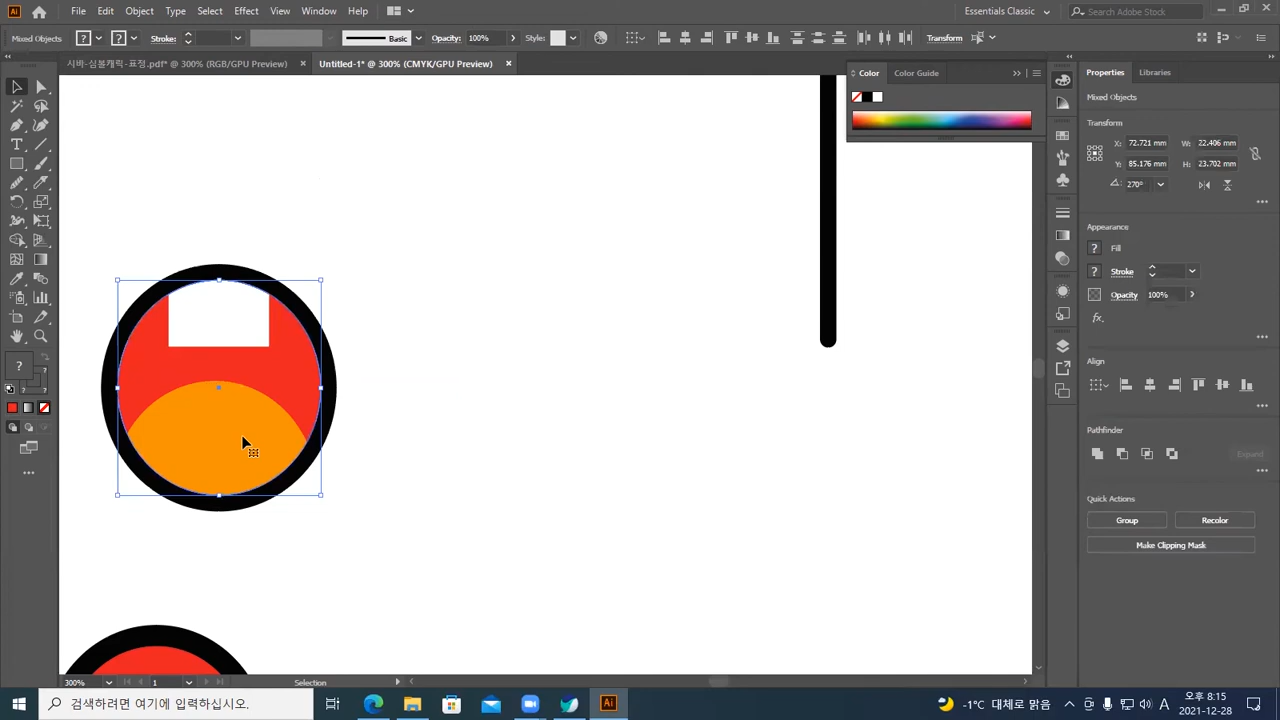 Ai File Edit Object Type Select Effect View Window Help Essentials Classic Search Adobe Stock
Mixed Objects Stroke: Basic Opacity: 100% Style: Transform
시바-심볼캐릭-표정.pdf* @ 300% (RGB/GPU Preview) × Untitled-1* @ 300% (CMYK/GPU Preview) ×
Color Color Guide
Properties Libraries
Mixed Objects
Transform
X: 72.721 mm W: 22.406 mm
Y: 85.176 mm H: 23.702 mm
270°
Appearance
? Fill
? Stroke
Opacity 100%
fx.
Align
Pathfinder
Expand
Quick Actions
Group Recolor
Make Clipping Mask
300% 1 Selection
검색하려면 여기에 입력하십시오. Ai -1°C 대체로 맑음 A 오후 8:15
2021-12-28